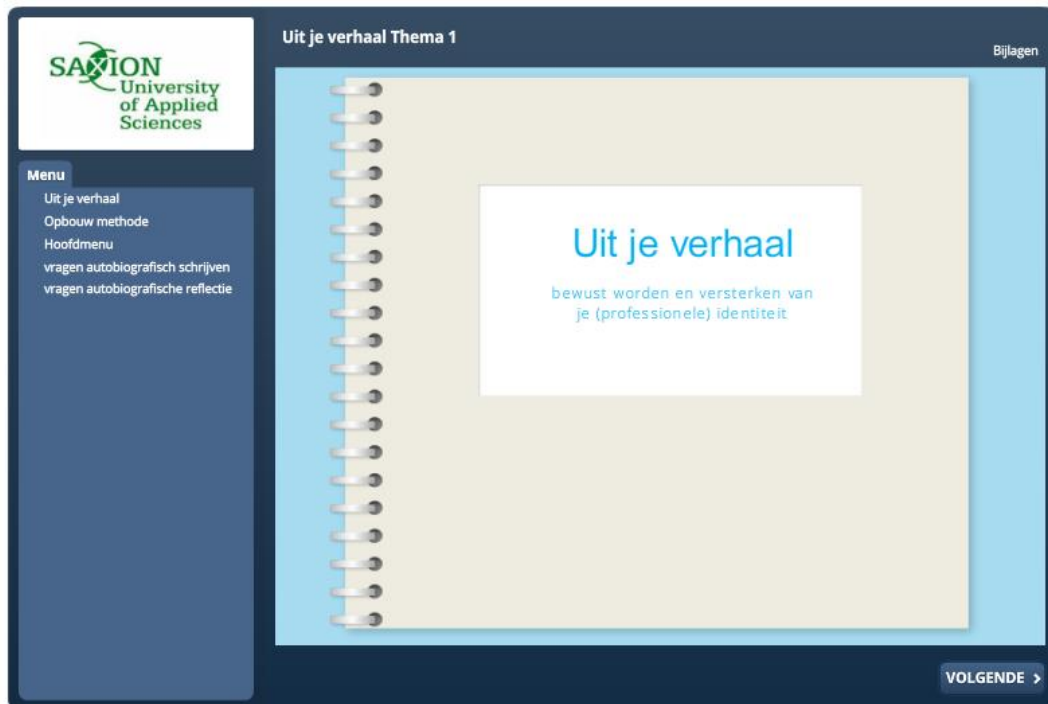 SAXION
University
of Applied
Sciences
Uit je verhaal Thema 1
Bijlagen
Menu
Uit je verhaal
Opbouw methode
Hoofdmenu
vragen autobiografisch schrijven
vragen autobiografische reflectie
Uit je verhaal
bewust worden en versterken van
je (professionele) identiteit
VOLGENDE >